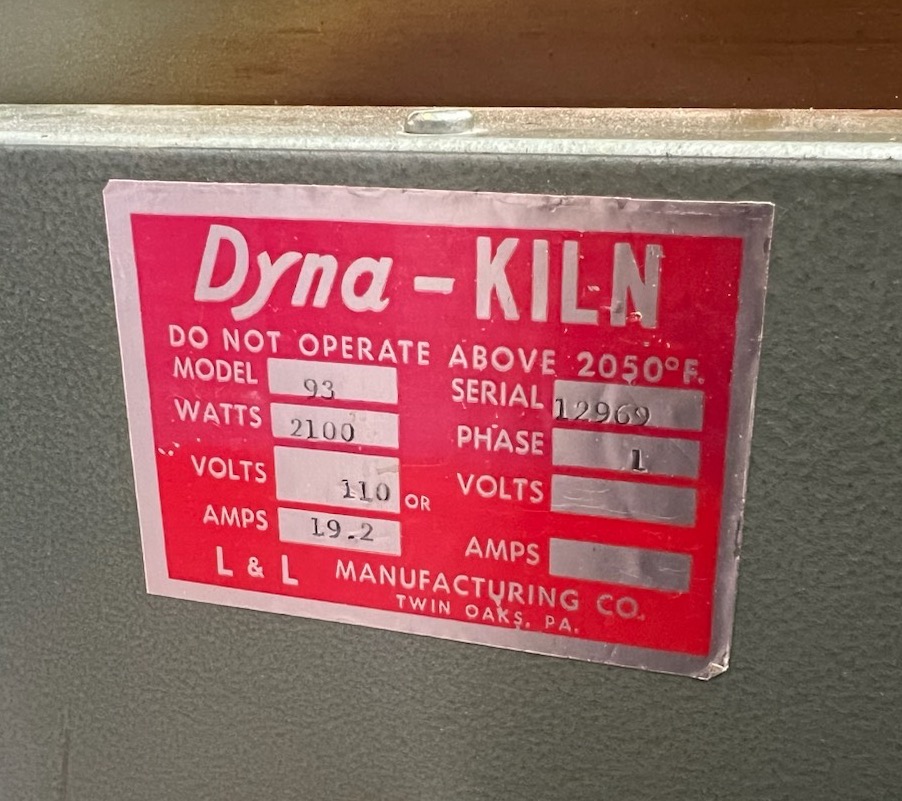 Dyna-KILN
DO NOT OPERATE ABOVE 2050°F.
MODEL 93 SERIAL 12969
WATTS 2100 PHASE 1
VOLTS 110 OR VOLTS
AMPS 19.2 AMPS
L & L MANUFACTURING CO.
TWIN OAKS, PA.